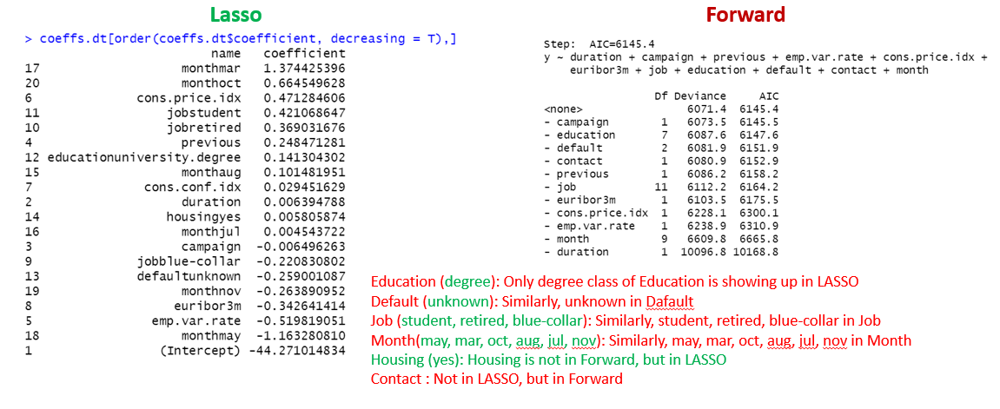 Lasso
> coeffs.dt[order(coeffs.dt$coefficient, decreasing = T),]
name coefficient
17 monthmar 1.374425396
20 monthoct 0.664549628
6 cons.price.idx 0.471284606
11 jobstudent 0.421068647
10 jobretired 0.369031676
4 previous 0.248471281
12 educationuniversity.degree 0.141304302
15 monthaug 0.101481951
7 cons.conf.idx 0.029451629
2 duration 0.006394788
14 housingyes 0.005805874
16 monthjul 0.004543722
3 campaign -0.006496263
9 jobblue-collar -0.220830802
13 defaultunknown -0.259001087
19 monthnov -0.263890952
8 euribor3m -0.342641414
5 emp.var.rate -0.519819051
18 monthmay -1.163280810
1 (Intercept) -44.271014834
Forward
Step: AIC=6145.4
y ~ duration + campaign + previous + emp.var.rate + cons.price.idx +
euribor3m + job + education + default + contact + month
Df Deviance AIC
<none> 6071.4 6145.4
- campaign 1 6073.5 6145.5
- education 7 6087.6 6147.6
- default 2 6081.9 6151.9
- contact 1 6080.9 6152.9
- previous 1 6086.2 6158.2
- job 11 6112.2 6164.2
- euribor3m 1 6103.5 6175.5
- cons.price.idx 1 6228.1 6300.1
- emp.var.rate 1 6238.9 6310.9
- month 9 6609.8 6665.8
- duration 1 10096.8 10168.8
Education (degree): Only degree class of Education is showing up in LASSO
Default (unknown): Similarly, unknown in Dafault
Job (student, retired, blue-collar): Similarly, student, retired, blue-collar in Job
Month(may, mar, oct, aug, jul, nov): Similarly, may, mar, oct, aug, jul, nov in Month
Housing (yes): Housing is not in Forward, but in LASSO
Contact : Not in LASSO, but in Forward